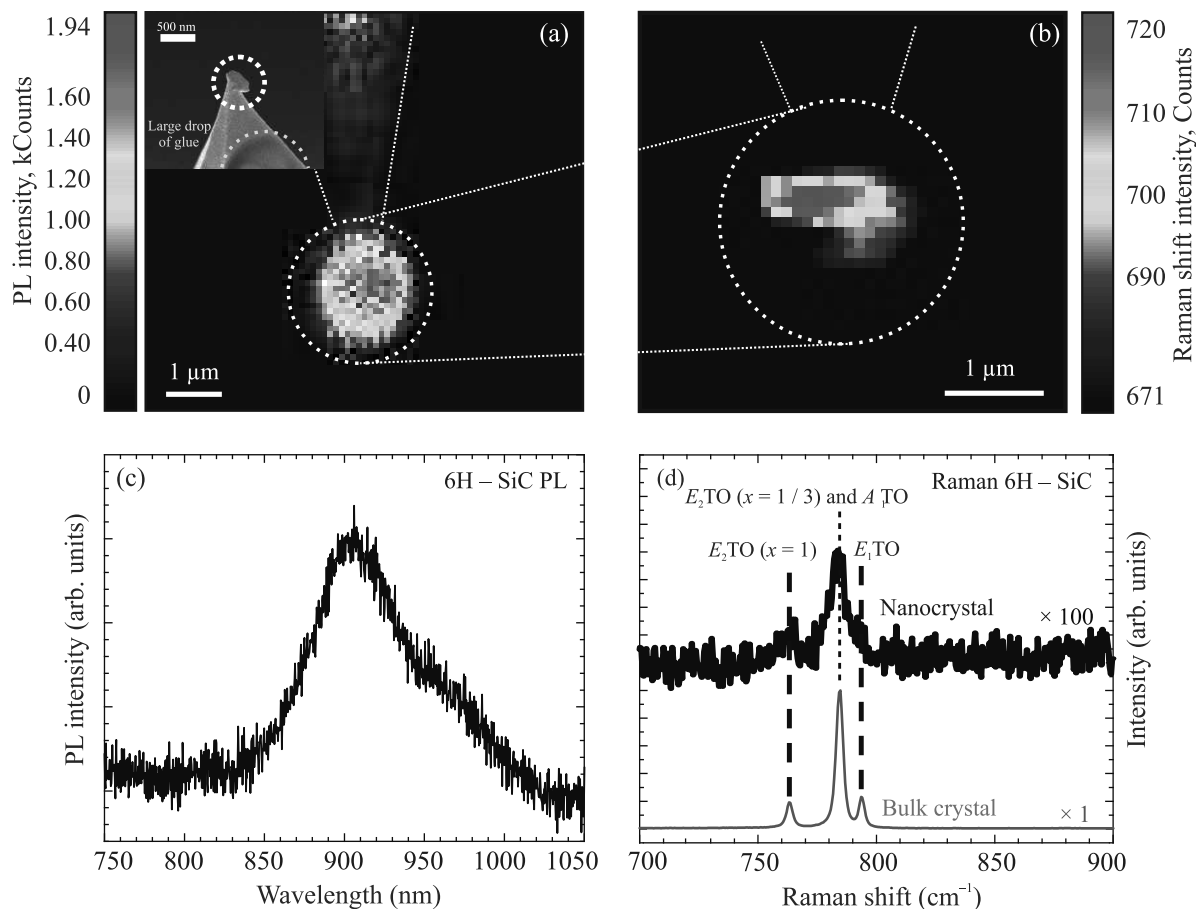 1.94
1.60
1.40
1.20
1.00
0.80
0.60
0.40
0
PL intensity, kCounts
500 nm
Large drop
of glue
(a)
1 µm
(b)
1 µm
720
710
700
690
671
Raman shift intensity, Counts
(c)
6H – SiC PL
PL intensity (arb. units)
750 800 850 900 950 1000 1050
Wavelength (nm)
(d)
Raman 6H – SiC
E₂TO (x = 1 / 3) and A₁TO
E₂TO (x = 1)
E₁TO
Nanocrystal
× 100
Bulk crystal
× 1
Intensity (arb. units)
700 750 800 850 900
Raman shift (cm⁻¹)